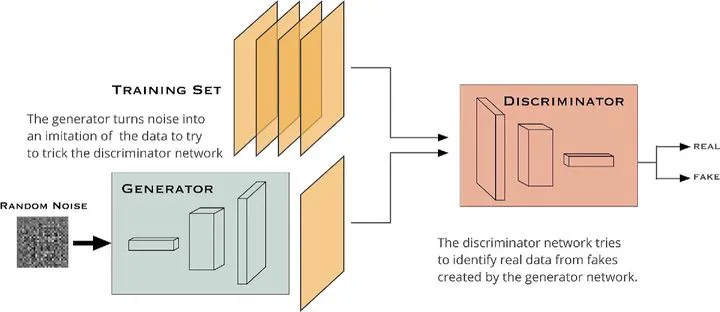 Training Set
The generator turns noise into
an imitation of the data to try
to trick the discriminator network
Random Noise
Generator
Discriminator
Real
Fake
The discriminator network tries
to identify real data from fakes
created by the generator network.